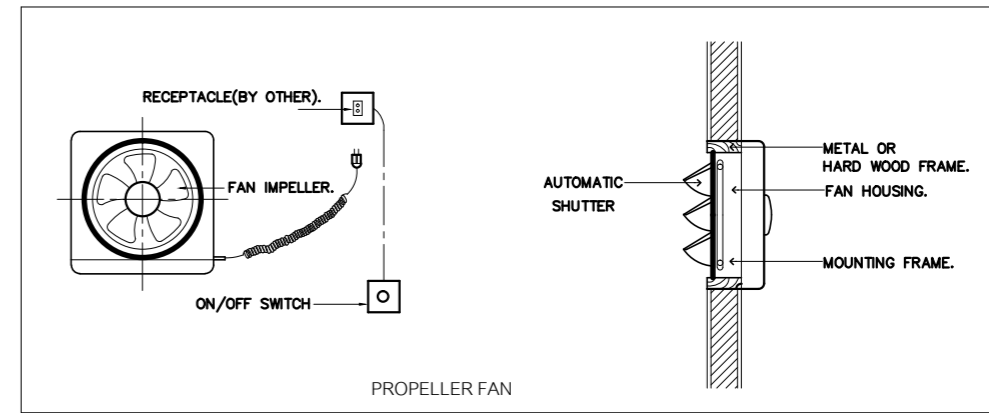 RECEPTACLE(BY OTHER).
FAN IMPELLER.
ON/OFF SWITCH
AUTOMATIC
SHUTTER
METAL OR
HARD WOOD FRAME.
FAN HOUSING.
MOUNTING FRAME.
PROPELLER FAN